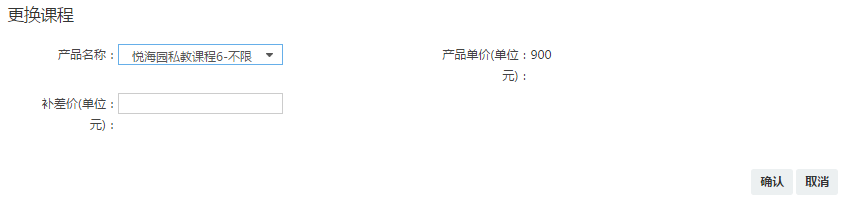 更换课程
产品名称： 悦海园私教课程6-不限 产品单价(单位：900
元)：
补差价(单位：
元)：
确认 取消